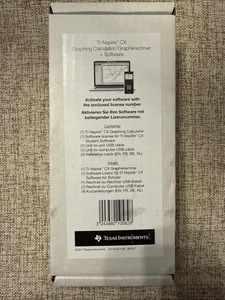 TI-Nspire™ CX
Graphing Calculator/Graphikrechner
+ Software
Activate your software with
the enclosed license number.
Aktivieren Sie Ihre Software mit
beiliegender Lizenznummer.
Contents:
(1) TI-Nspire™ CX Graphing Calculator
(1) Software license for TI-Nspire™ CX
Student Software
(1) Unit-to-unit USB cable
(1) Unit-to-computer USB cable
(4) Reference cards (EN, FR, DE, NL)
(1) TI-Nspire™ CX Graphikrechner
(1) Software Lizenz für TI-Nspire™ CX
Software für Schüler
(1) Rechner-zu-Rechner USB Kabel
(1) Rechner-zu-Computer USB Kabel
(4) Kurzanleitungen (EN, FR, DE, NL)
TEXAS INSTRUMENTS